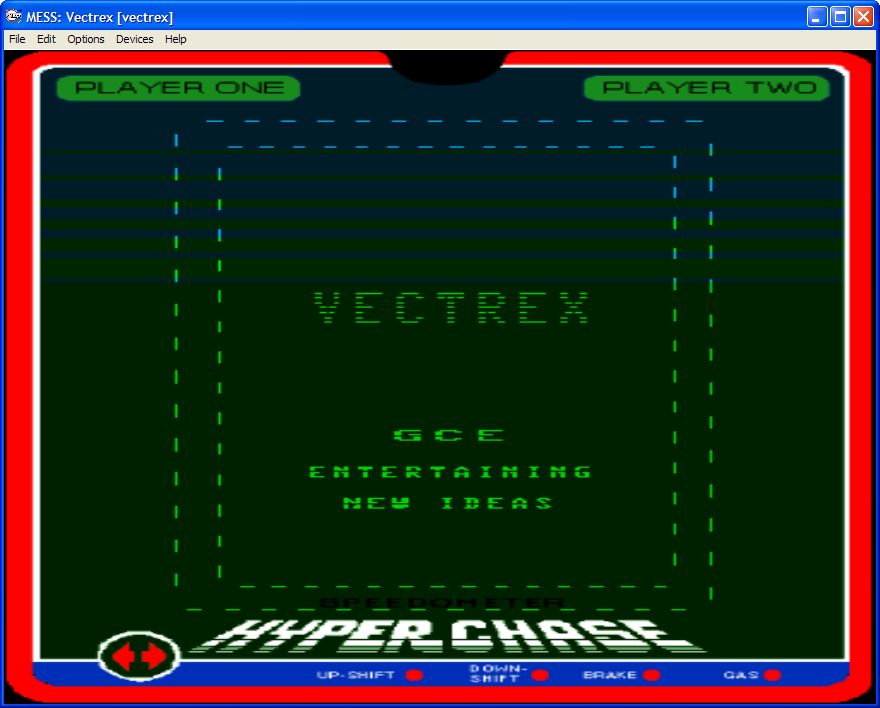 MESS: Vectrex [vectrex]
File Edit Options Devices Help
PLAYER ONE PLAYER TWO
VECTREX
GCE
ENTERTAINING
NEW IDEAS
SPEEDOMETER
HYPER CHASE
UP-SHIFT DOWN-SHIFT BRAKE GAS